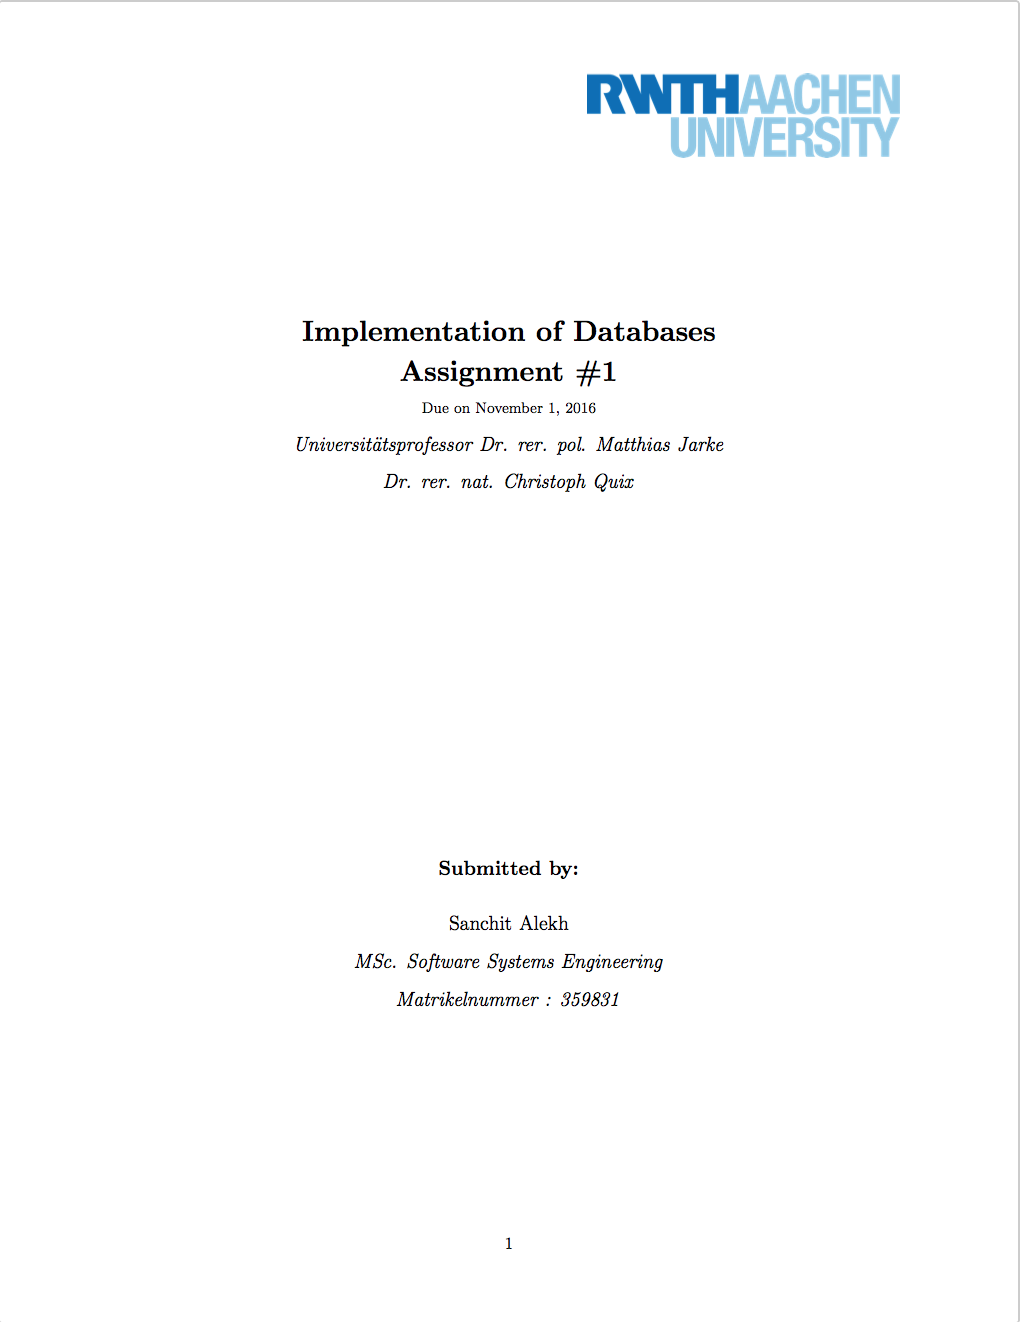 RWTHAACHEN
UNIVERSITY
Implementation of Databases
Assignment #1
Due on November 1, 2016
Universitätsprofessor Dr. rer. pol. Matthias Jarke
Dr. rer. nat. Christoph Quix
Submitted by:
Sanchit Alekh
MSc. Software Systems Engineering
Matrikelnummer : 359831
1